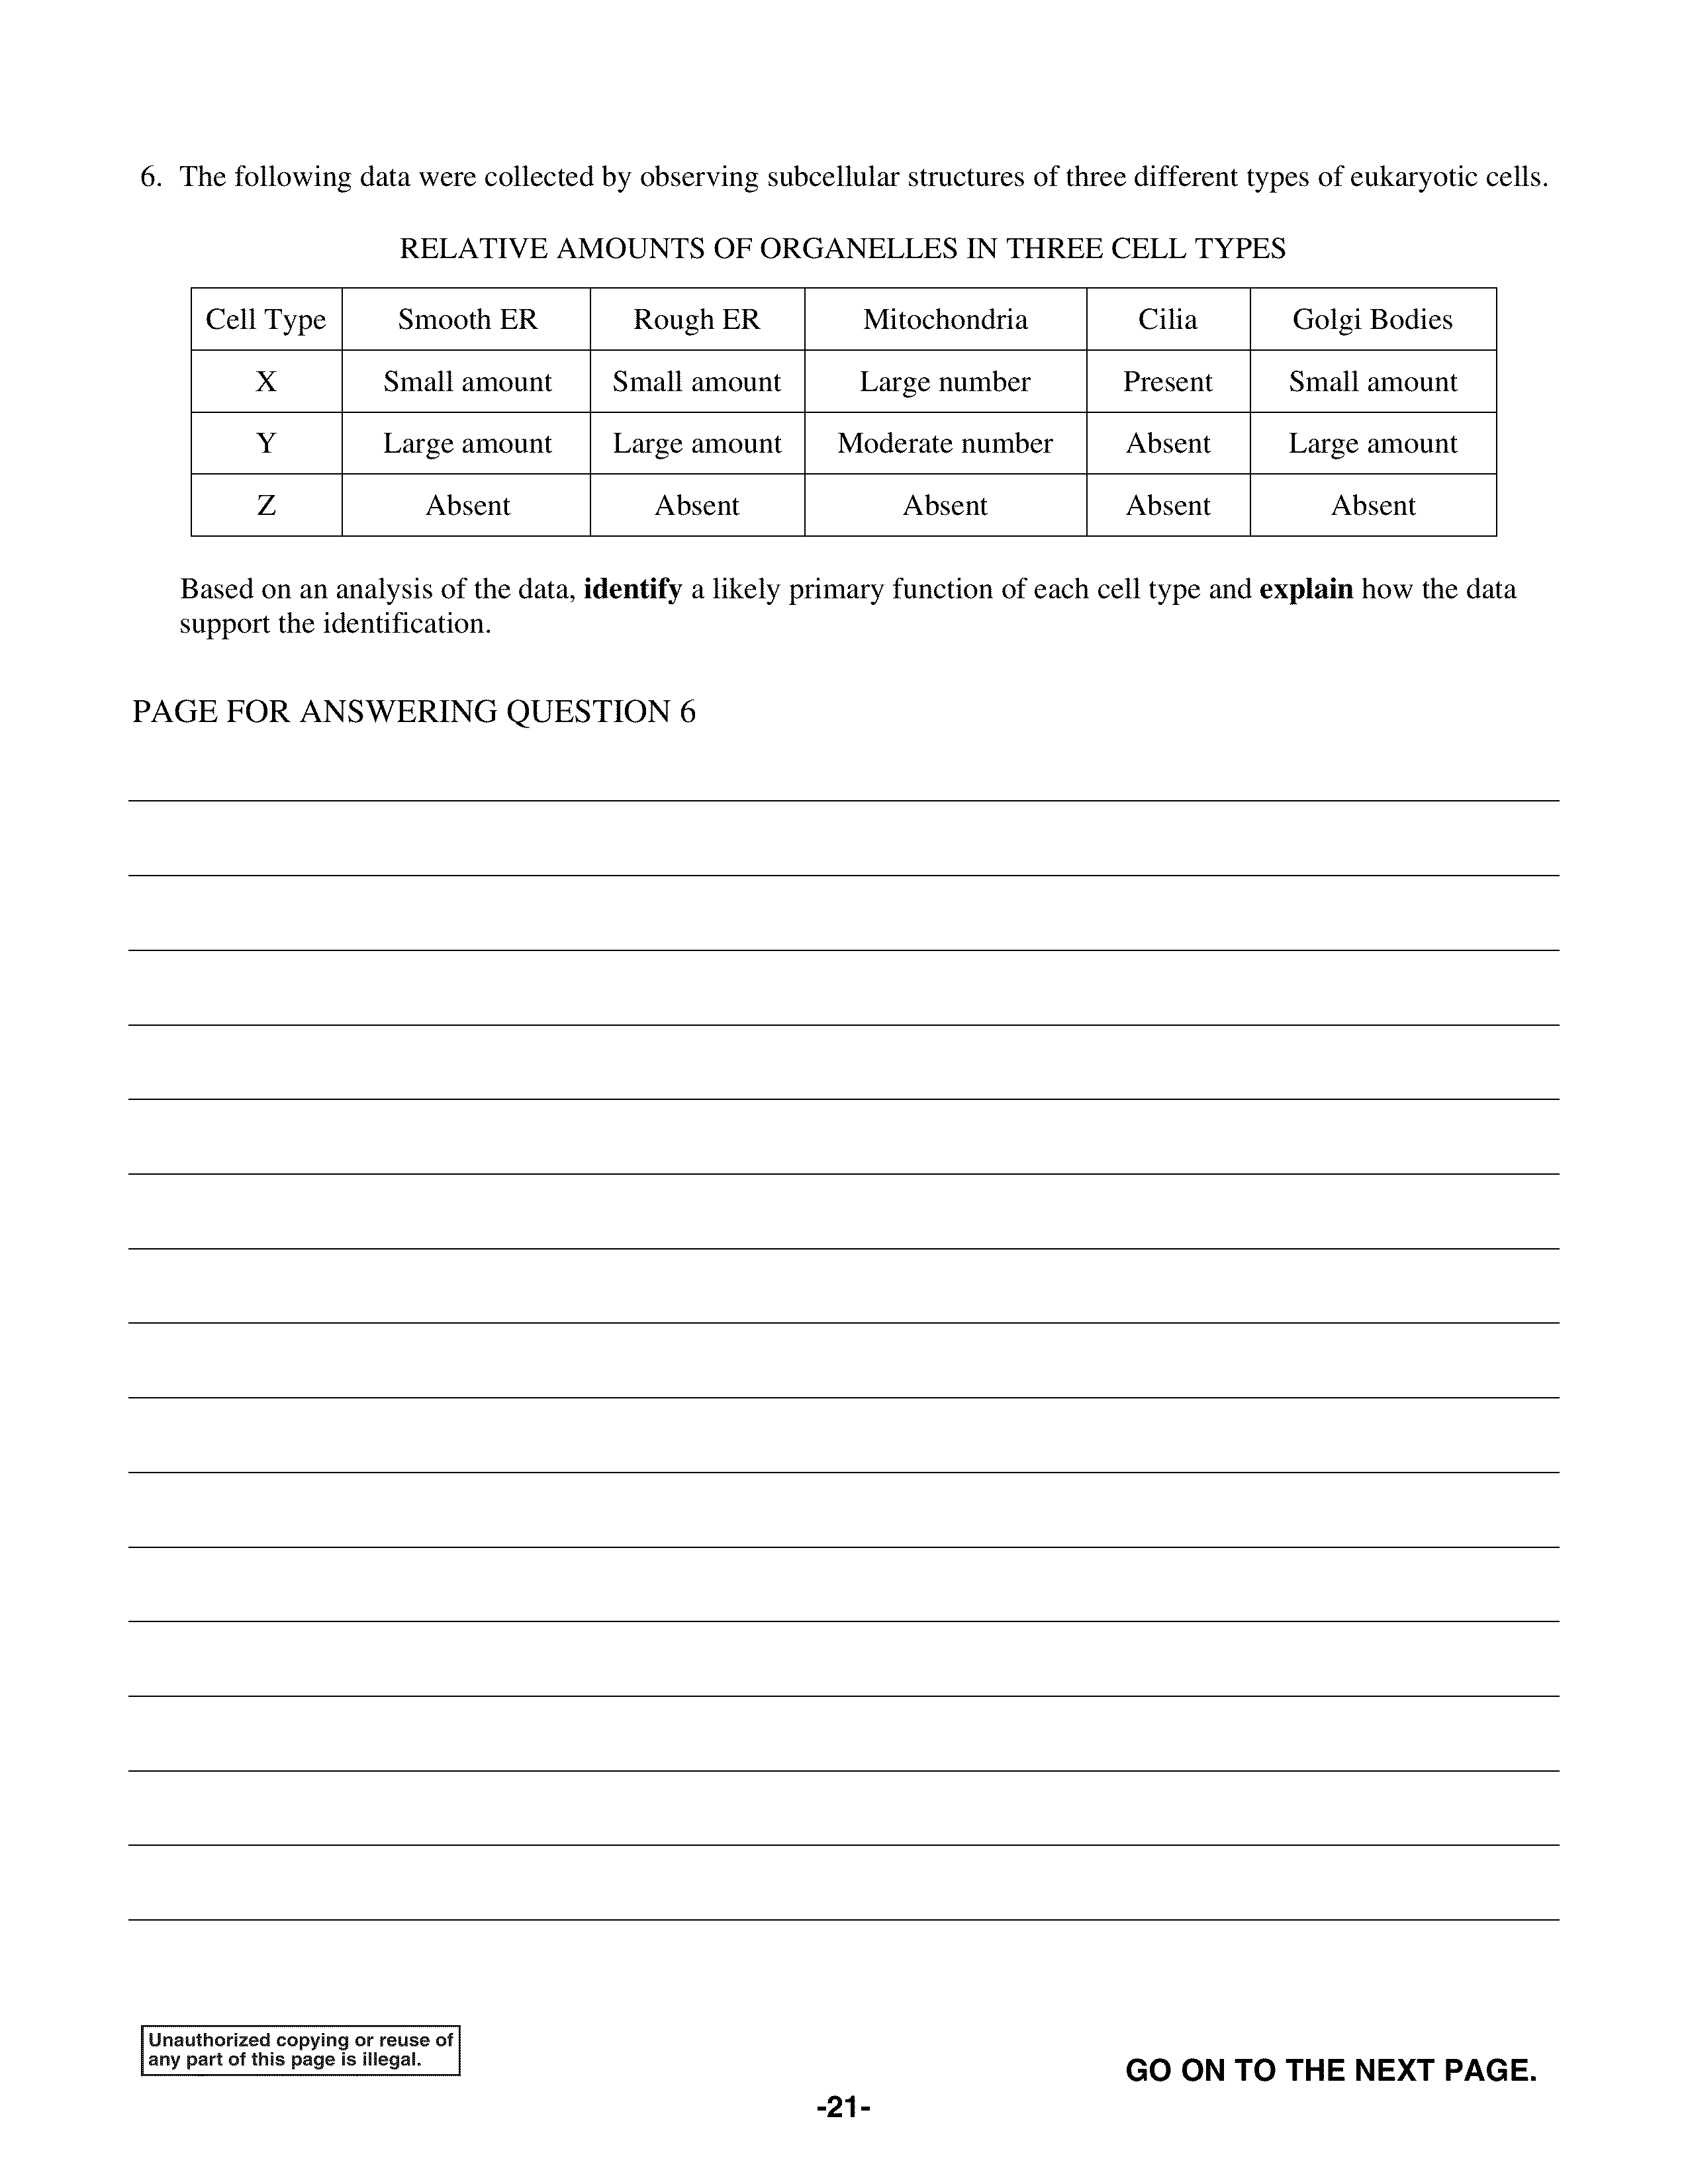 6. The following data were collected by observing subcellular structures of three different types of eukaryotic cells.
RELATIVE AMOUNTS OF ORGANELLES IN THREE CELL TYPES
Cell Type Smooth ER Rough ER Mitochondria Cilia Golgi Bodies
X Small amount Small amount Large number Present Small amount
Y Large amount Large amount Moderate number Absent Large amount
Z Absent Absent Absent Absent Absent
Based on an analysis of the data, identify a likely primary function of each cell type and explain how the data
support the identification.
PAGE FOR ANSWERING QUESTION 6
Unauthorized copying or reuse of
any part of this page is illegal.
GO ON TO THE NEXT PAGE.
-21-